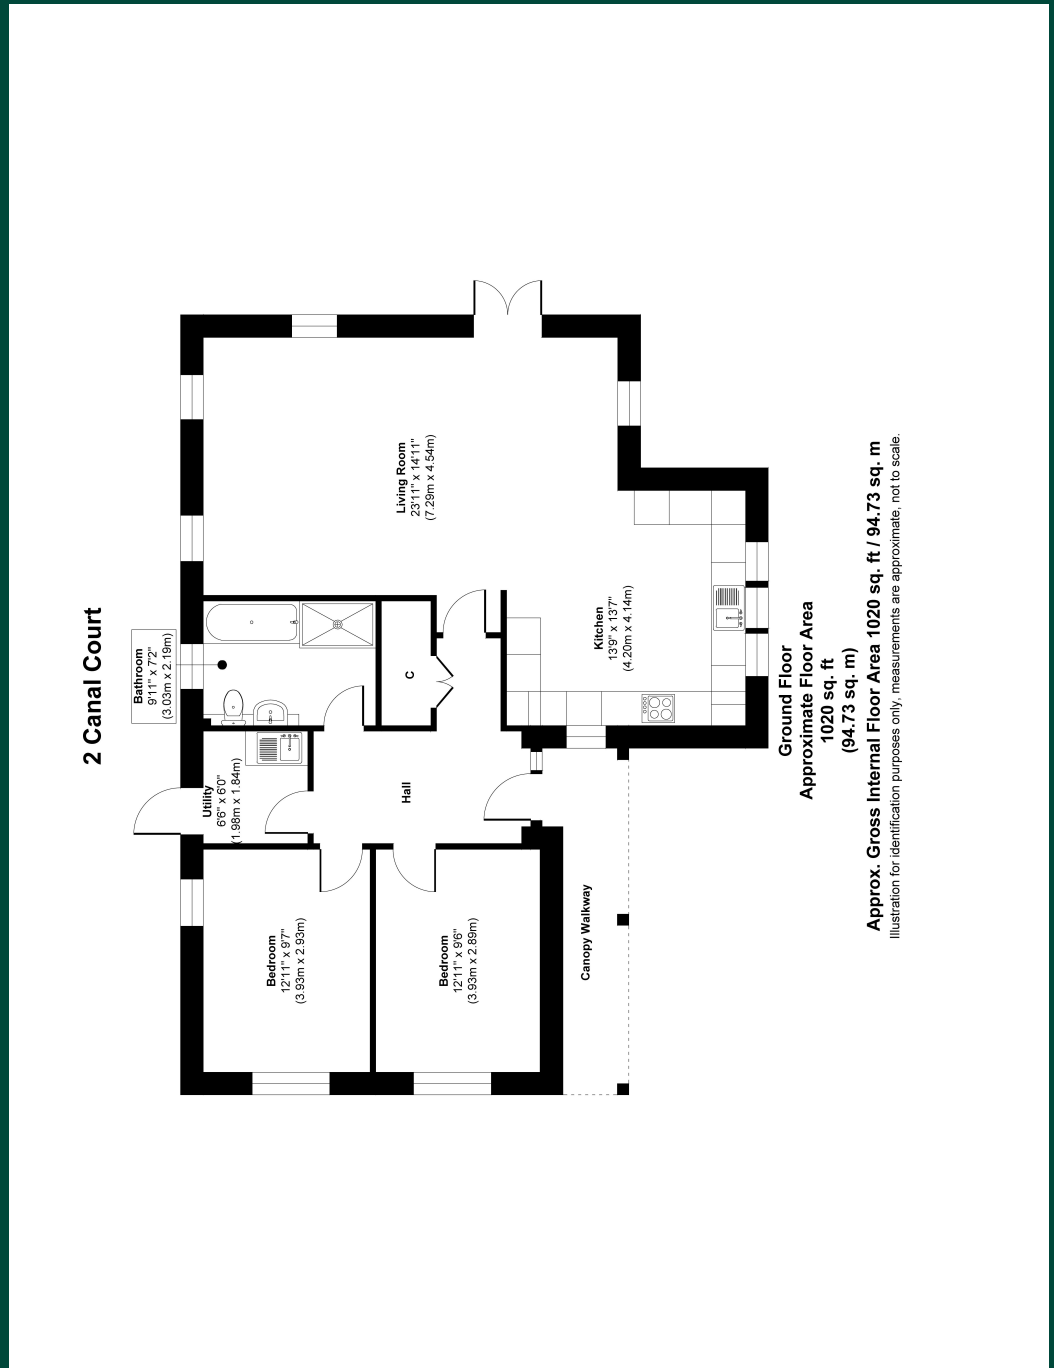 2 Canal Court
Bathroom
9'11" x 7'2"
(3.03m x 2.19m)
Utility
6'6" x 6'0"
(1.98m x 1.84m)
Living Room
23'11" x 14'11"
(7.29m x 4.54m)
C
Hall
Kitchen
13'9" x 13'7"
(4.20m x 4.14m)
Bedroom
12'11" x 9'7"
(3.93m x 2.93m)
Bedroom
12'11" x 9'6"
(3.93m x 2.89m)
Canopy Walkway
Ground Floor
Approximate Floor Area
1020 sq. ft
(94.73 sq. m)
Approx. Gross Internal Floor Area 1020 sq. ft / 94.73 sq. m
Illustration for identification purposes only, measurements are approximate, not to scale.